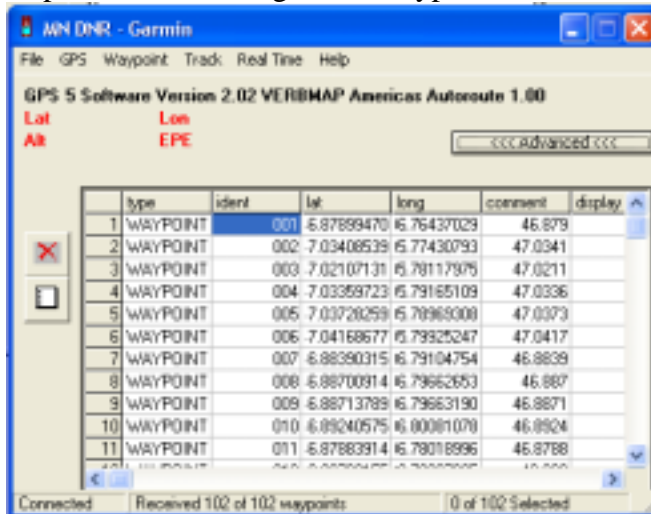 MN DNR - Garmin
File GPS Waypoint Track Real Time Help
GPS 5 Software Version 2.02 VERBMAP Americas Autoroute 1.00
Lat Lon
Alt EPE
<<< Advanced <<<
type ident lat long comment display
1 WAYPOINT 001 6.87899470 6.76437029 46.879
2 WAYPOINT 002 7.03408539 5.77430793 47.0341
3 WAYPOINT 003 7.02107131 5.78117975 47.0211
4 WAYPOINT 004 7.03359723 5.79165109 47.0336
5 WAYPOINT 005 7.03728259 5.78969308 47.0373
6 WAYPOINT 006 7.04168677 5.79925247 47.0417
7 WAYPOINT 007 6.88390315 6.79104754 46.8839
8 WAYPOINT 008 6.88700914 6.79662653 46.887
9 WAYPOINT 009 6.88713789 6.79663190 46.8871
10 WAYPOINT 010 6.89240575 6.80081078 46.8924
11 WAYPOINT 011 6.87883914 6.78018996 46.8788
Connected Received 102 of 102 waypoints 0 of 102 Selected